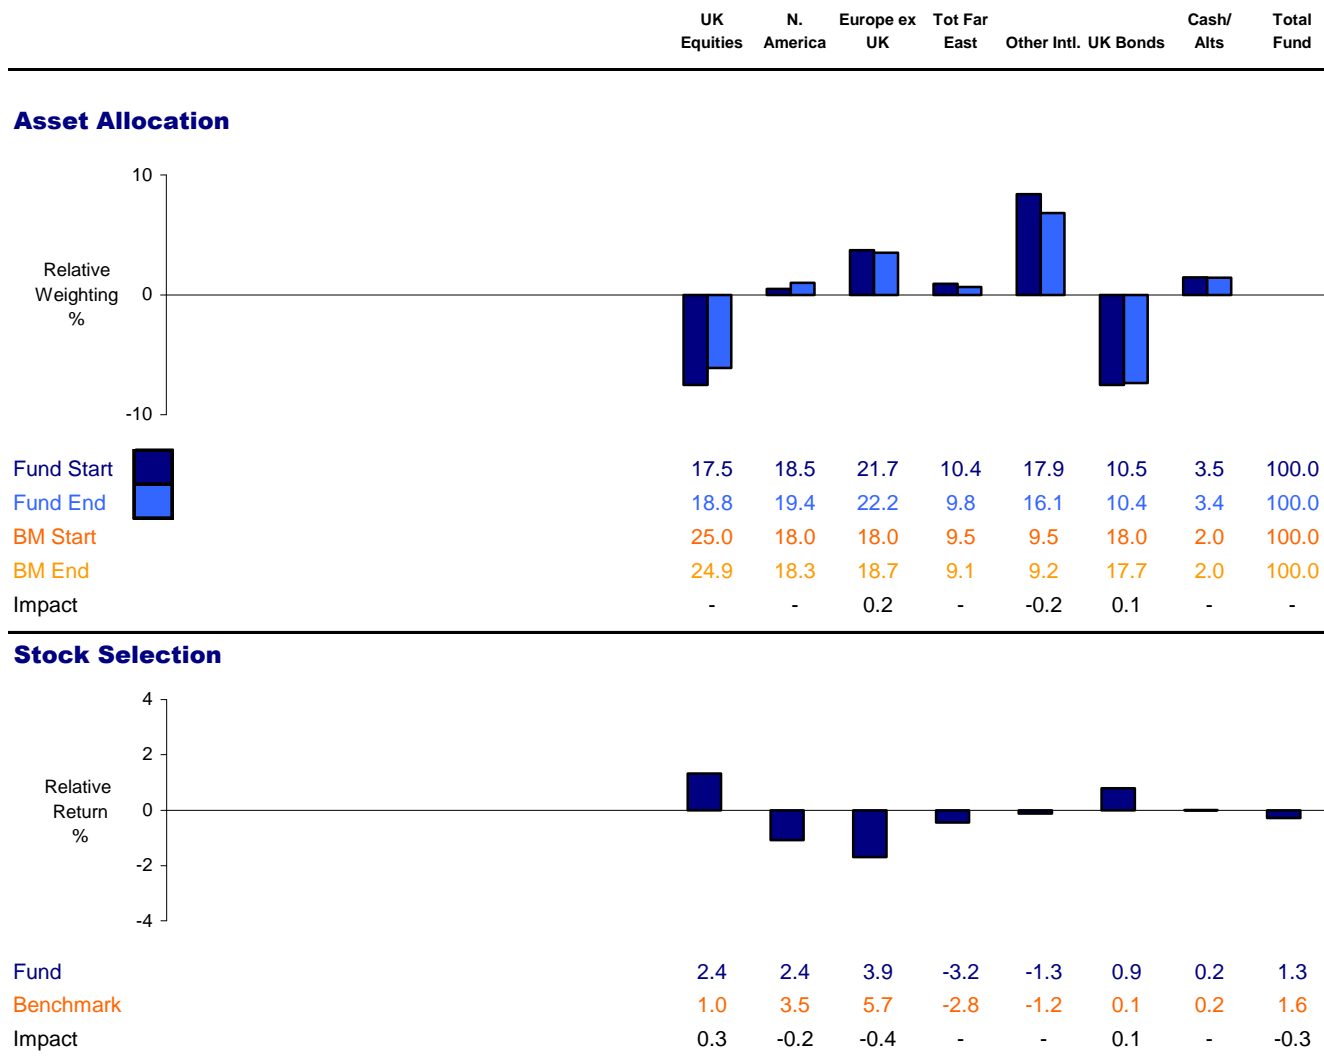 UK N. Europe ex Tot Far Cash/ Total
Equities America UK East Other Intl. UK Bonds Alts Fund
Asset Allocation
10
Relative
Weighting
%
0
-10
Fund Start 17.5 18.5 21.7 10.4 17.9 10.5 3.5 100.0
Fund End 18.8 19.4 22.2 9.8 16.1 10.4 3.4 100.0
BM Start 25.0 18.0 18.0 9.5 9.5 18.0 2.0 100.0
BM End 24.9 18.3 18.7 9.1 9.2 17.7 2.0 100.0
Impact - - 0.2 - -0.2 0.1 - -
Stock Selection
4
2
Relative
Return
%
0
-2
-4
Fund 2.4 2.4 3.9 -3.2 -1.3 0.9 0.2 1.3
Benchmark 1.0 3.5 5.7 -2.8 -1.2 0.1 0.2 1.6
Impact 0.3 -0.2 -0.4 - - 0.1 - -0.3